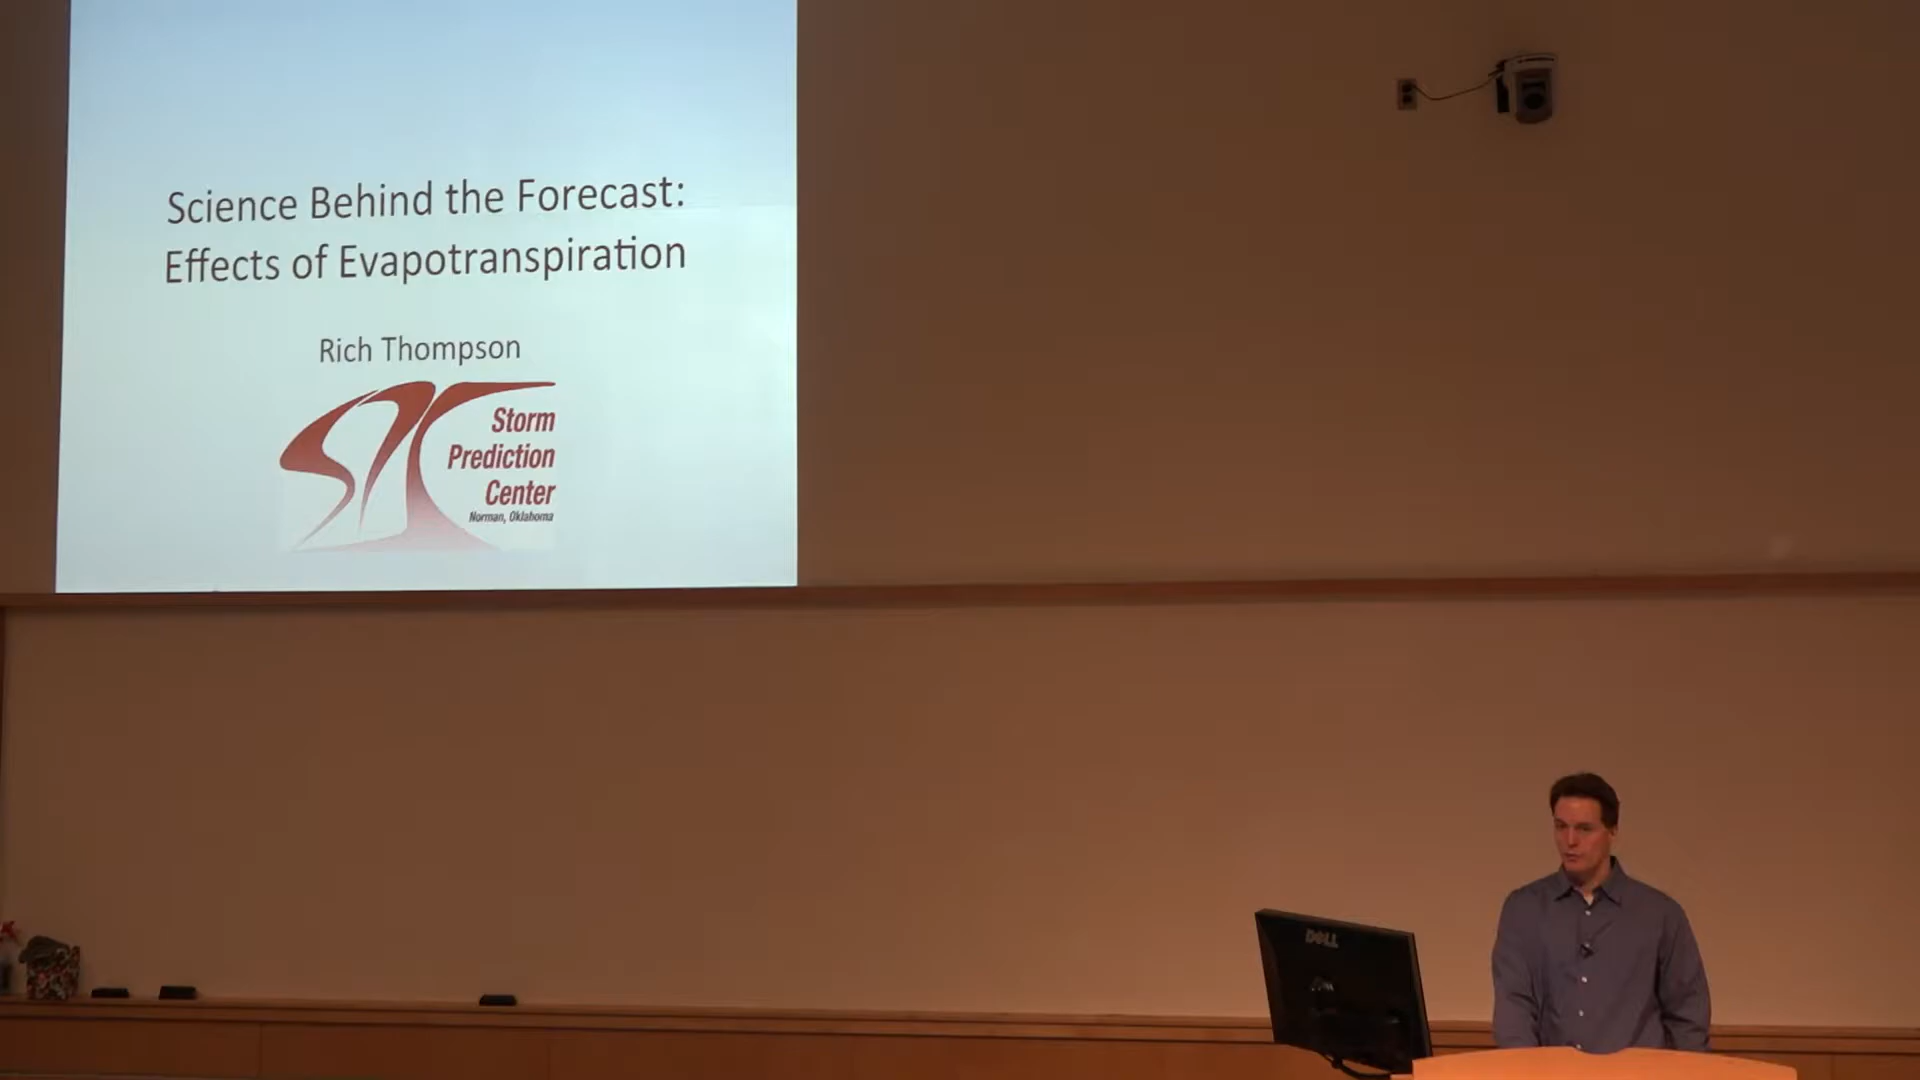 Science Behind the Forecast:
Effects of Evapotranspiration
Rich Thompson
Storm
Prediction
Center
Norman, Oklahoma
DELL